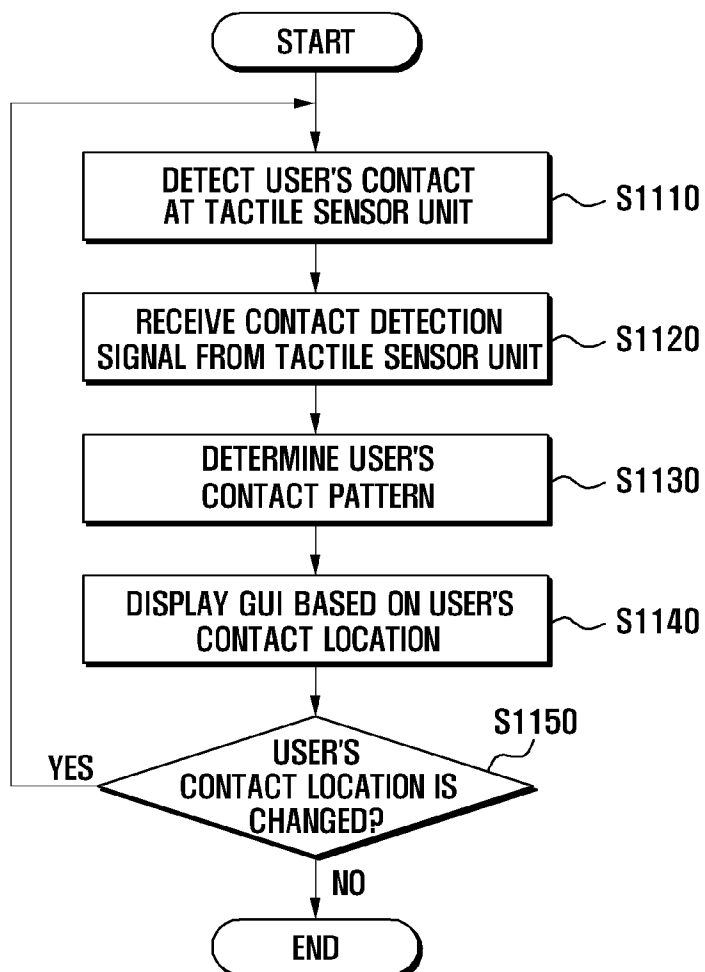 START
DETECT USER'S CONTACT
AT TACTILE SENSOR UNIT
S1110
RECEIVE CONTACT DETECTION
SIGNAL FROM TACTILE SENSOR UNIT
S1120
DETERMINE USER'S
CONTACT PATTERN
S1130
DISPLAY GUI BASED ON USER'S
CONTACT LOCATION
S1140
S1150
YES
USER'S
CONTACT LOCATION IS
CHANGED?
NO
END